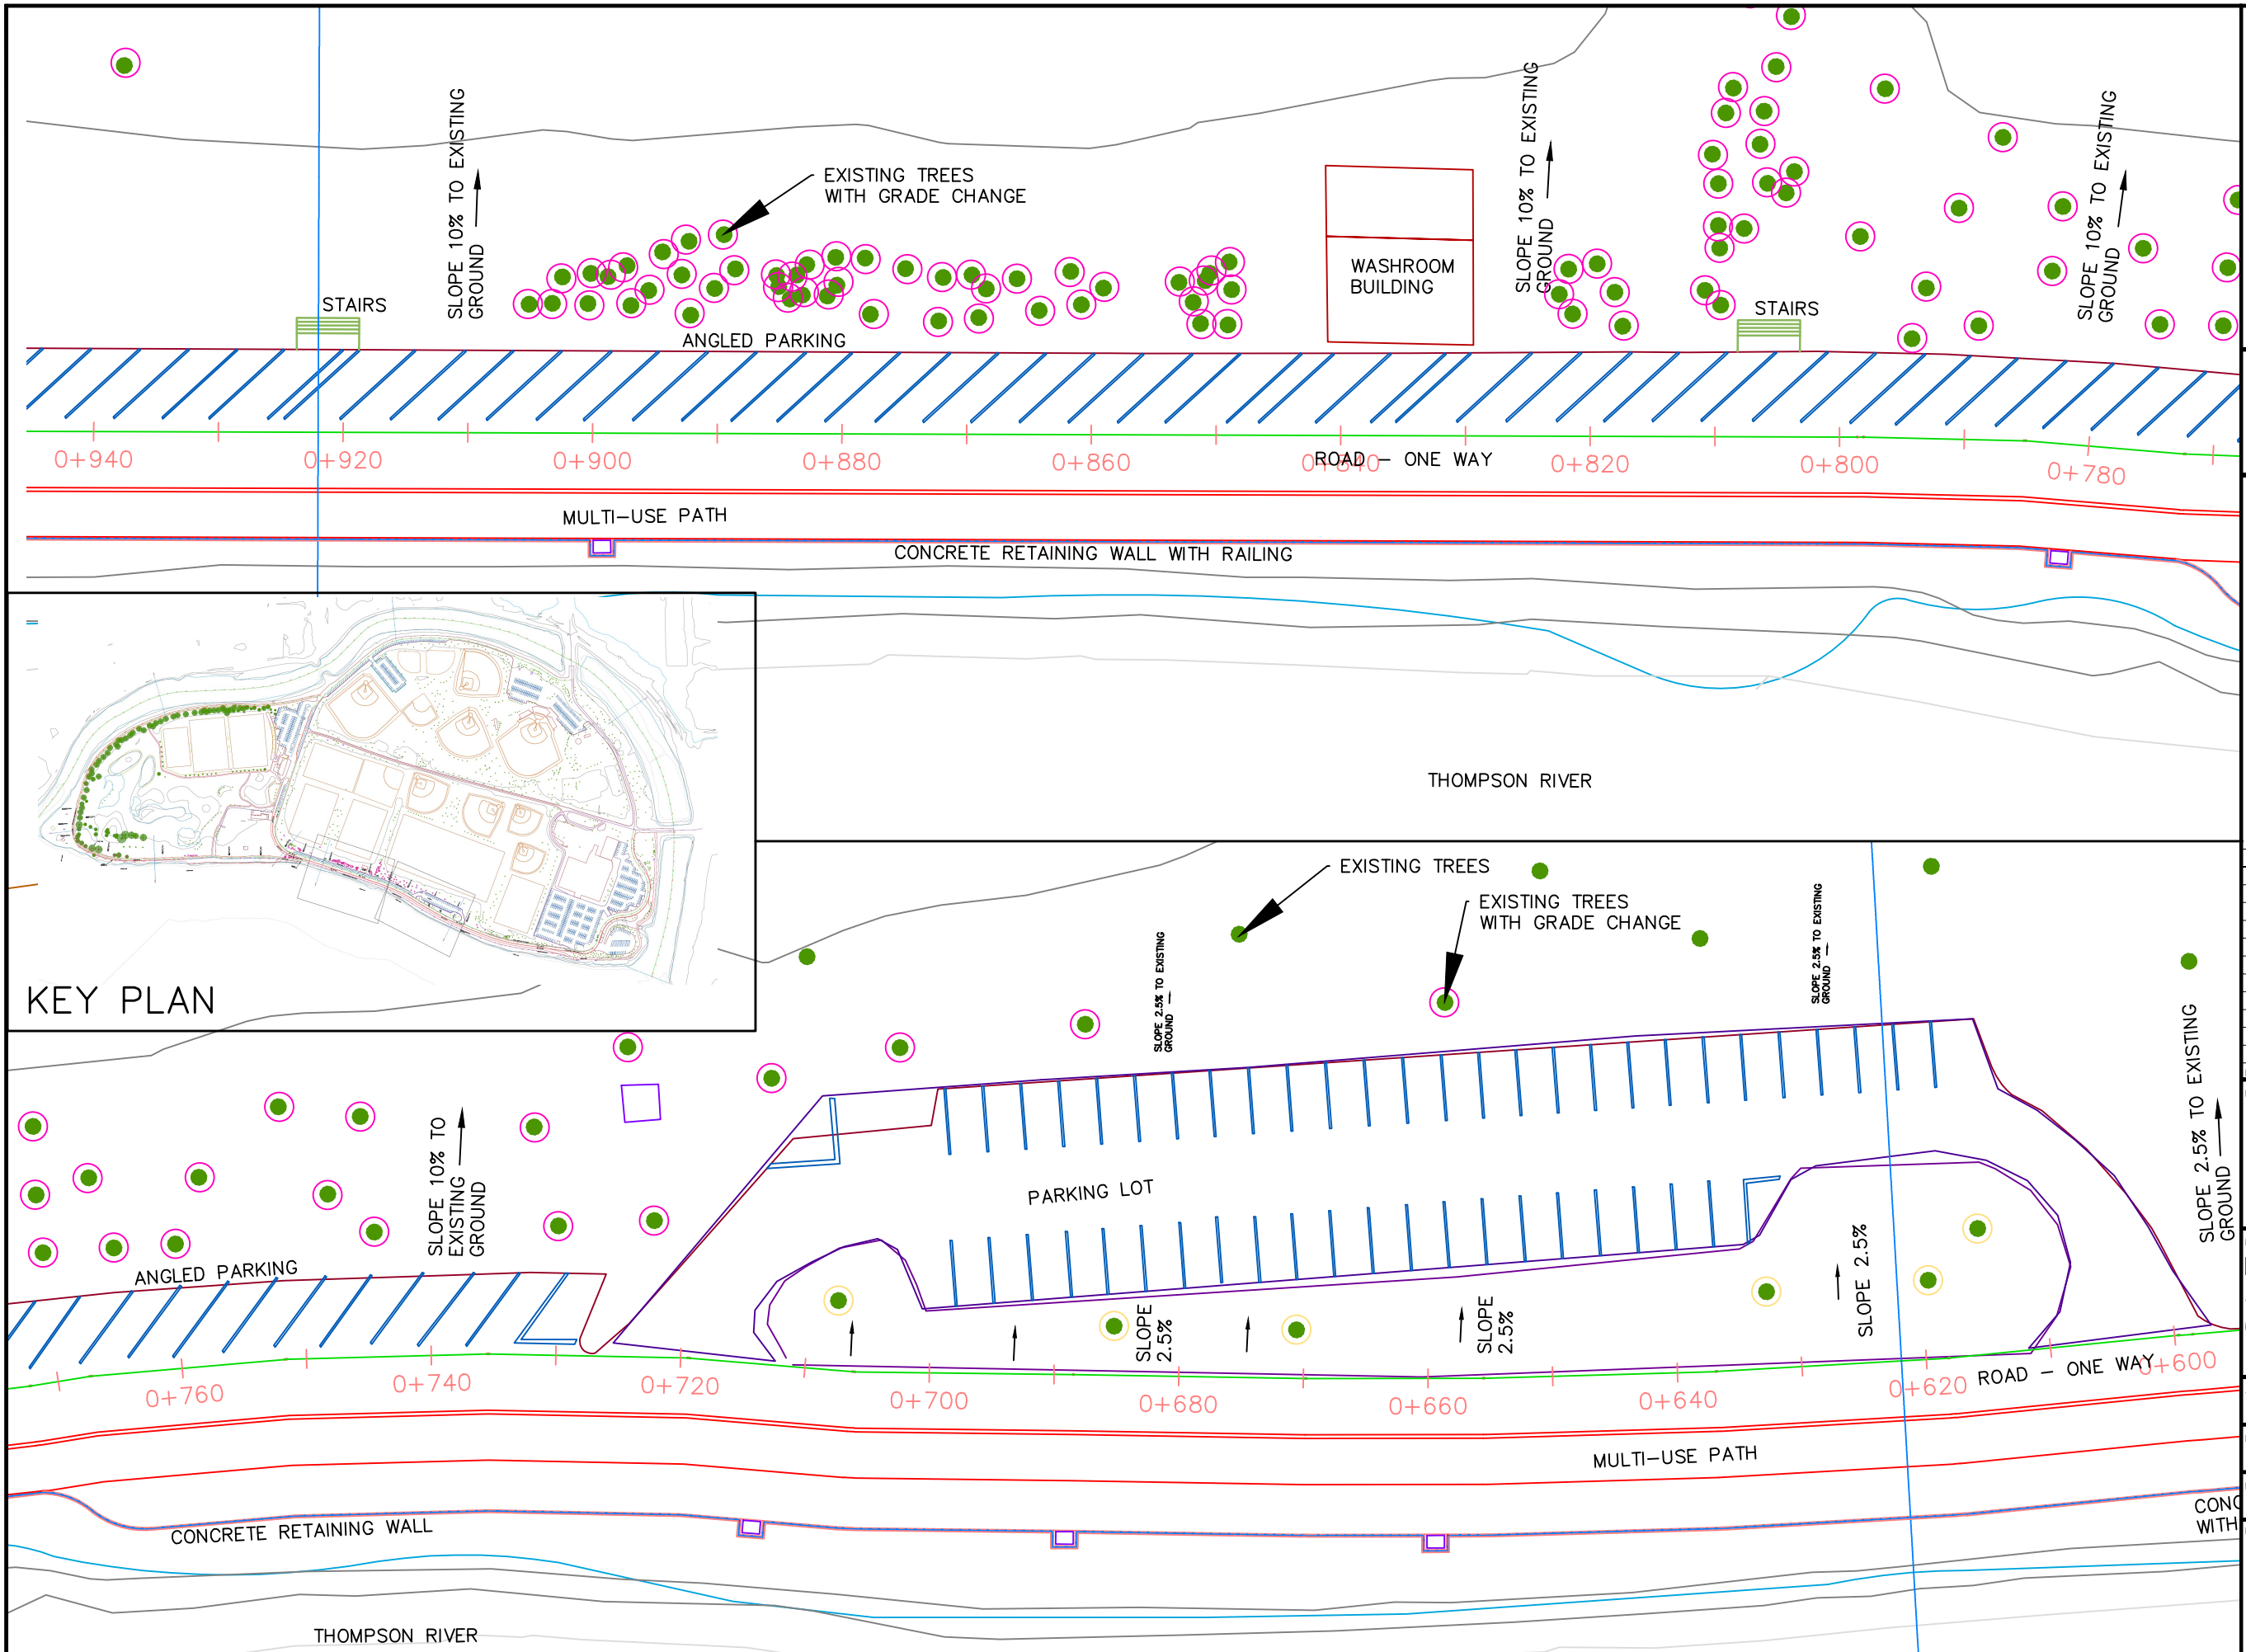 SLOPE 10% TO EXISTING
GROUND
EXISTING TREES
WITH GRADE CHANGE
SLOPE 10% TO EXISTING
GROUND
SLOPE 10% TO EXISTING
GROUND
WASHROOM
BUILDING
STAIRS
STAIRS
ANGLED PARKING
0+940
0+920
0+900
0+880
0+860
0+840
ROAD - ONE WAY
0+820
0+800
0+780
MULTI-USE PATH
CONCRETE RETAINING WALL WITH RAILING
THOMPSON RIVER
KEY PLAN
EXISTING TREES
EXISTING TREES
WITH GRADE CHANGE
SLOPE 2.5% TO EXISTING
GROUND
SLOPE 2.5% TO EXISTING
GROUND
SLOPE 2.5% TO EXISTING
GROUND
SLOPE 10% TO
EXISTING
GROUND
PARKING LOT
ANGLED PARKING
SLOPE
2.5%
SLOPE
2.5%
SLOPE 2.5%
0+760
0+740
0+720
0+700
0+680
0+660
0+640
0+620
ROAD - ONE WAY
0+600
MULTI-USE PATH
CONCRETE RETAINING WALL
CONC
WITH
THOMPSON RIVER